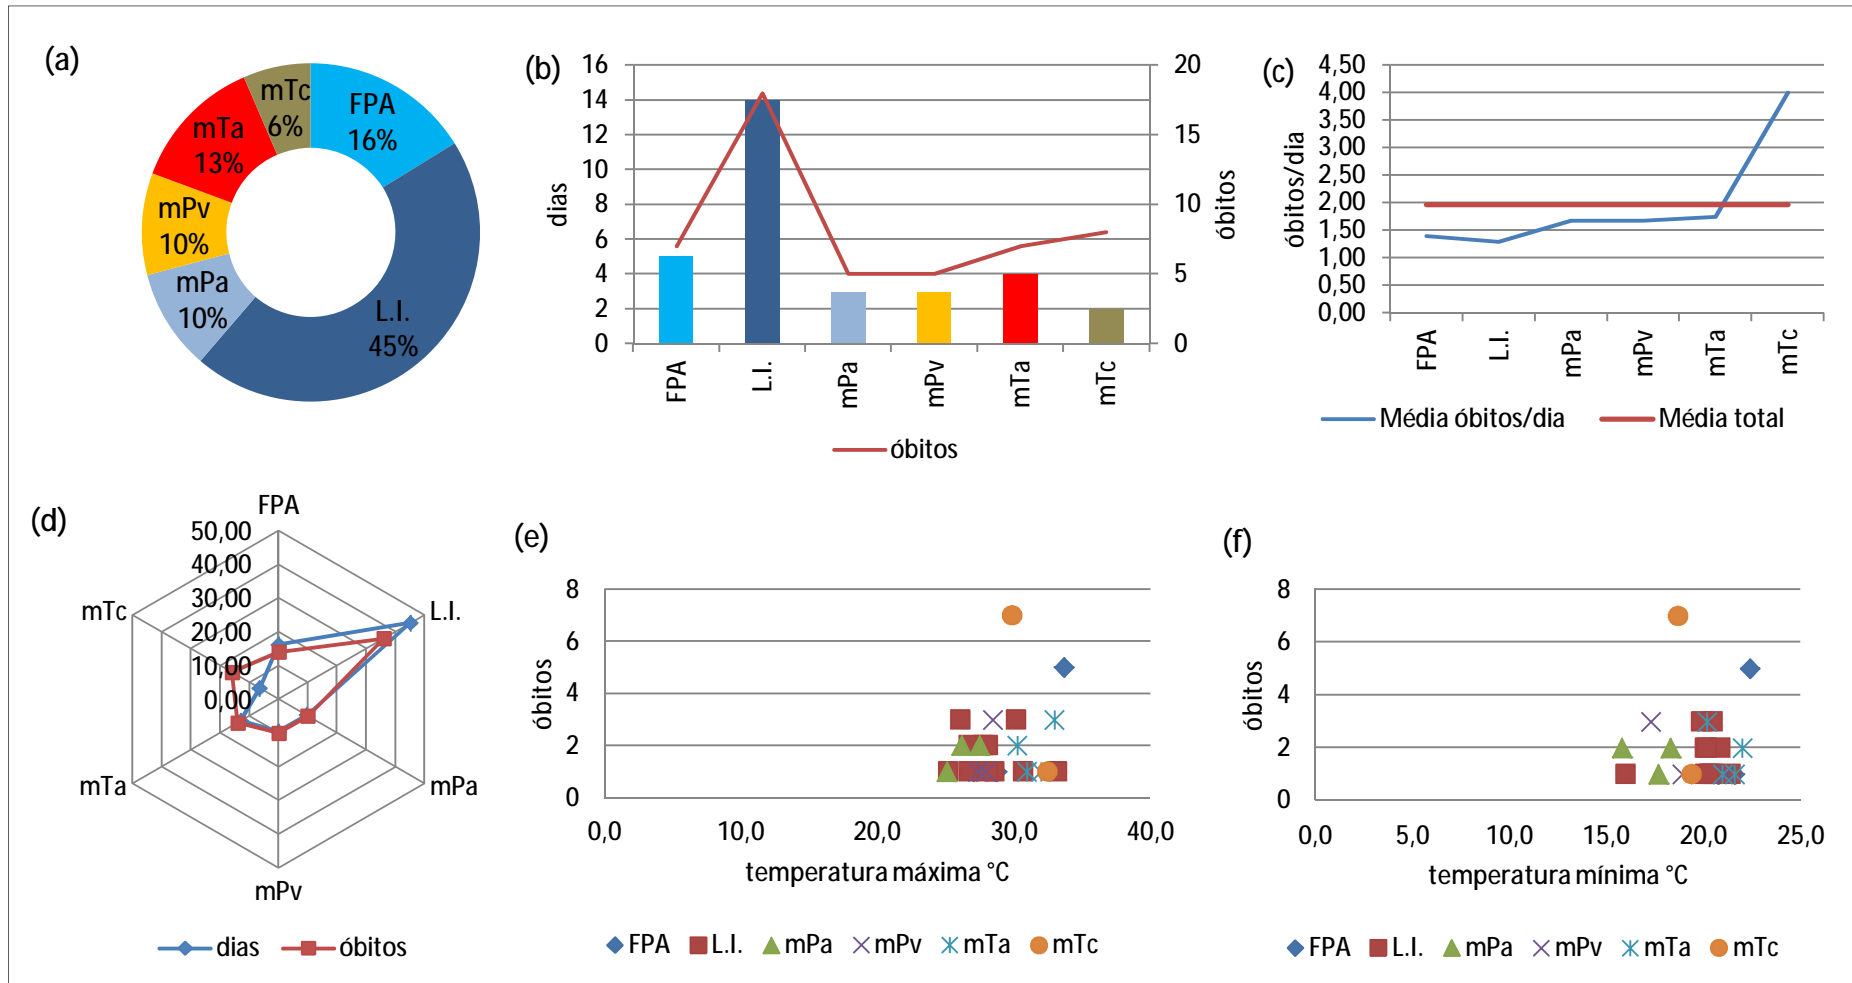 (a)
mTc
6%
FPA
16%
mTa
13%
mPv
10%
mPa
10%
L.I.
45%
(b)
16
14
12
10
8
6
4
2
0
dias
20
15
10
5
0
óbitos
FPA
L.I.
mPa
mPv
mTa
mTc
óbitos
(c)
4,50
4,00
3,50
3,00
2,50
2,00
1,50
1,00
0,50
0,00
óbitos/dia
FPA
L.I.
mPa
mPv
mTa
mTc
Média óbitos/dia Média total
(d)
FPA
50,00
40,00
30,00
20,00
10,00
0,00
mTc
L.I.
mTa
mPa
mPv
dias óbitos
(e)
8
6
4
2
0
óbitos
0,0 10,0 20,0 30,0 40,0
temperatura máxima °C
FPA L.I. mPa mPv mTa mTc
(f)
8
6
4
2
0
óbitos
0,0 5,0 10,0 15,0 20,0 25,0
temperatura mínima °C
FPA L.I. mPa mPv mTa mTc